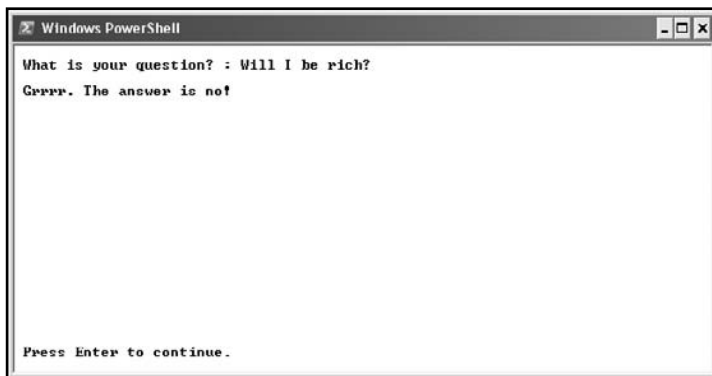 Windows PowerShell
What is your question? : Will I be rich?
Grrrr. The answer is no!
Press Enter to continue.